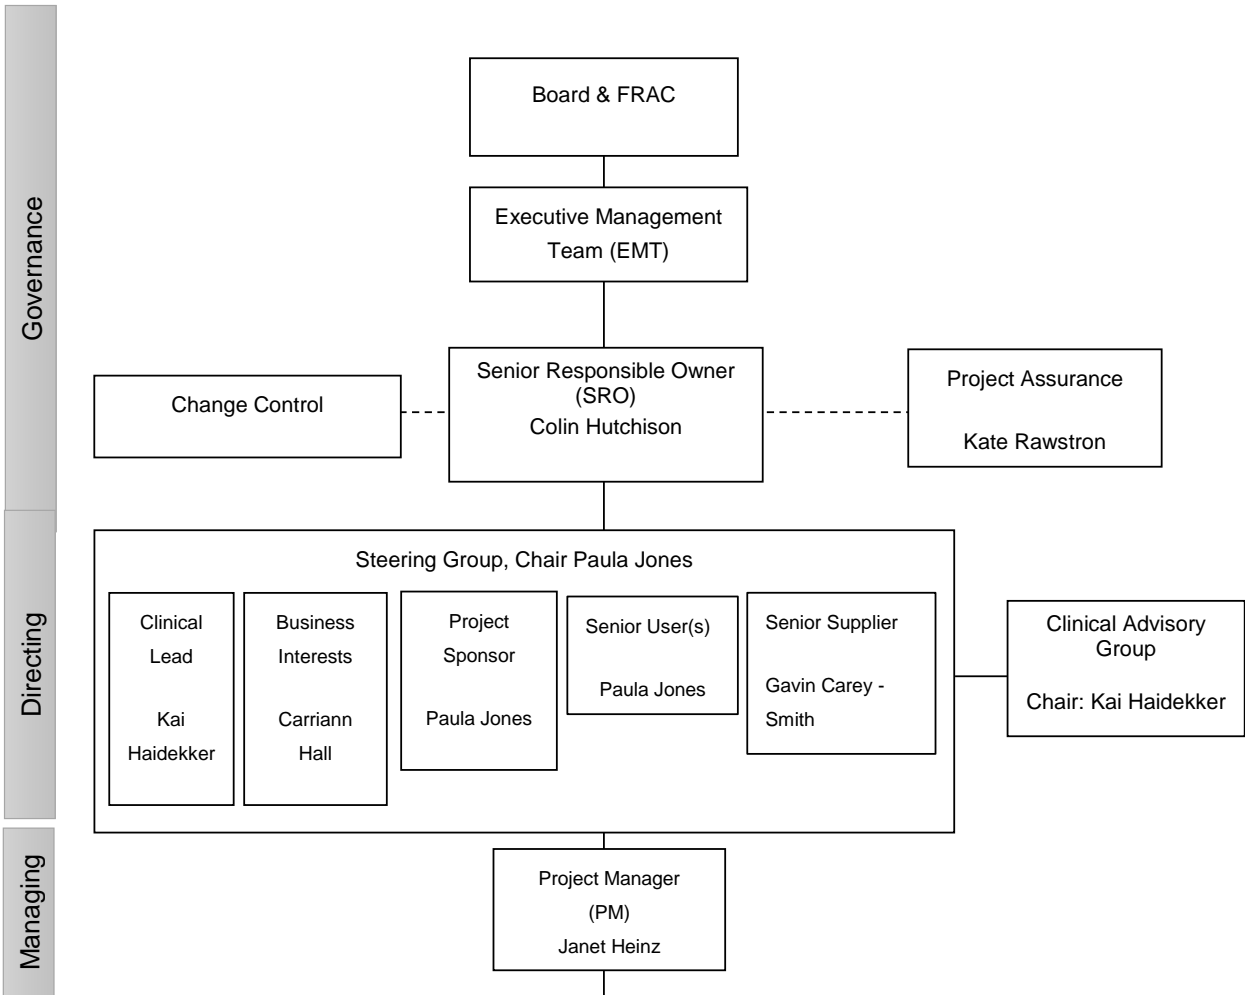 Governance
Board & FRAC
Executive Management
Team (EMT)
Senior Responsible Owner
(SRO)
Colin Hutchison
Change Control
Project Assurance
Kate Rawstron
Directing
Steering Group, Chair Paula Jones
Clinical
Lead
Kai
Haidekker
Business
Interests
Carriann
Hall
Project
Sponsor
Paula Jones
Senior User(s)
Paula Jones
Senior Supplier
Gavin Carey -
Smith
Clinical Advisory
Group
Chair: Kai Haidekker
Managing
Project Manager
(PM)
Janet Heinz